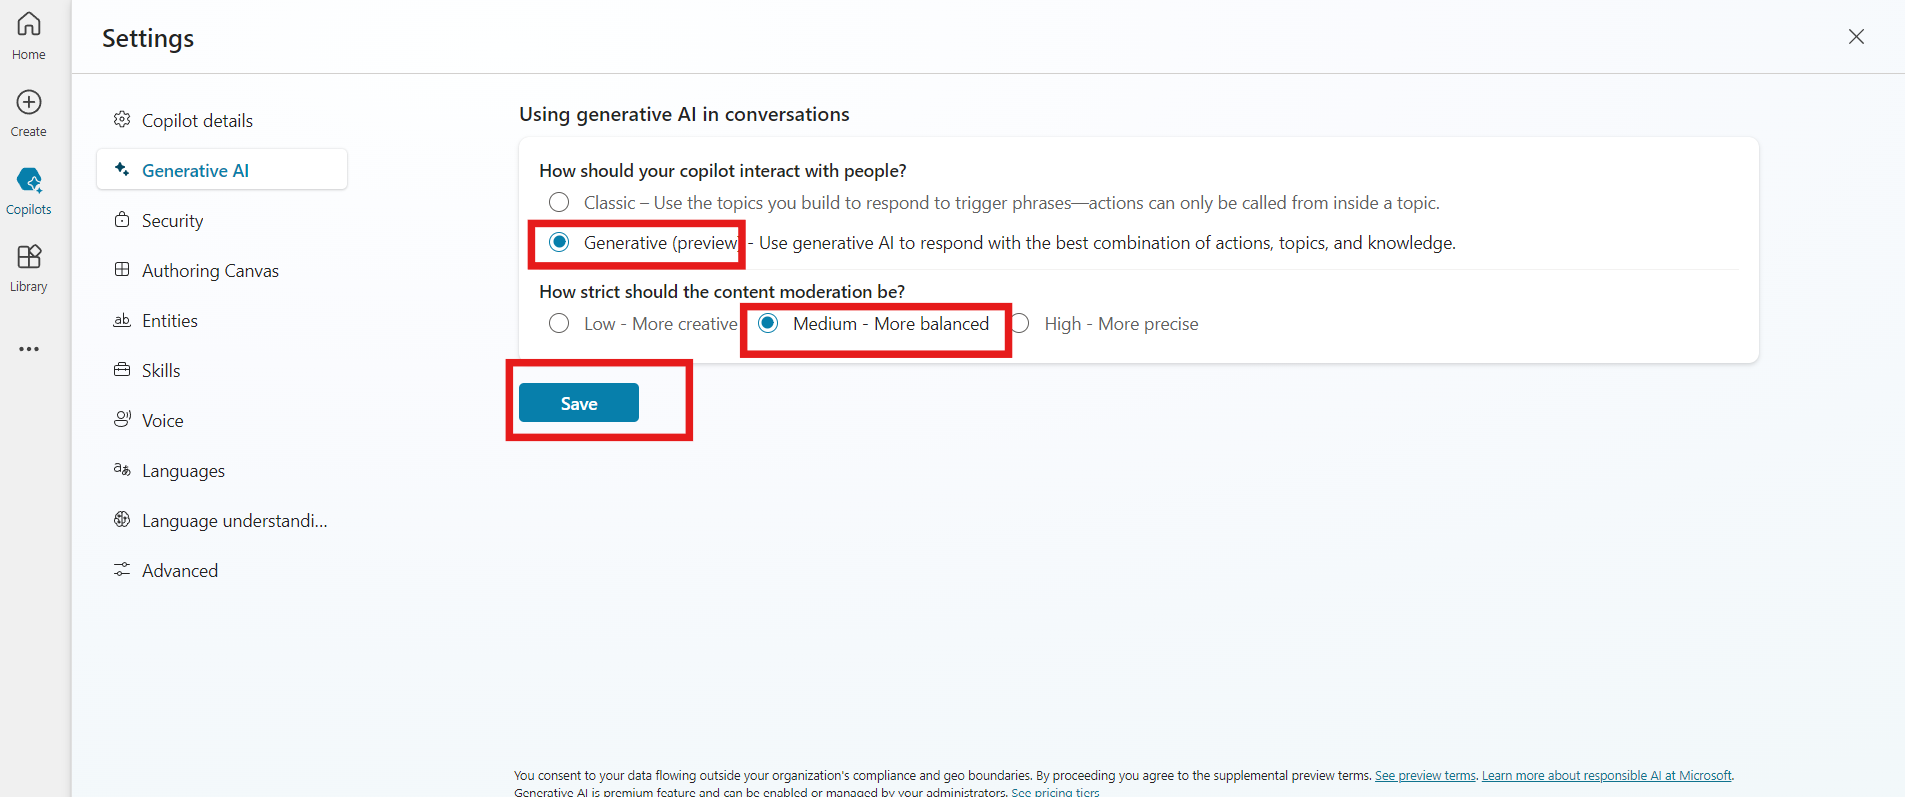 Home
Create
Copilots
Library
Settings
Copilot details
Generative AI
Security
Authoring Canvas
Entities
Skills
Voice
Languages
Language understandi...
Advanced
Using generative AI in conversations
How should your copilot interact with people?
Classic – Use the topics you build to respond to trigger phrases—actions can only be called from inside a topic.
Generative (preview) - Use generative AI to respond with the best combination of actions, topics, and knowledge.
How strict should the content moderation be?
Low - More creative Medium - More balanced High - More precise
Save
You consent to your data flowing outside your organization's compliance and geo boundaries. By proceeding you agree to the supplemental preview terms. See preview terms. Learn more about responsible AI at Microsoft.
Generative AI is premium feature and can be enabled or managed by your administrators. See pricing tiers